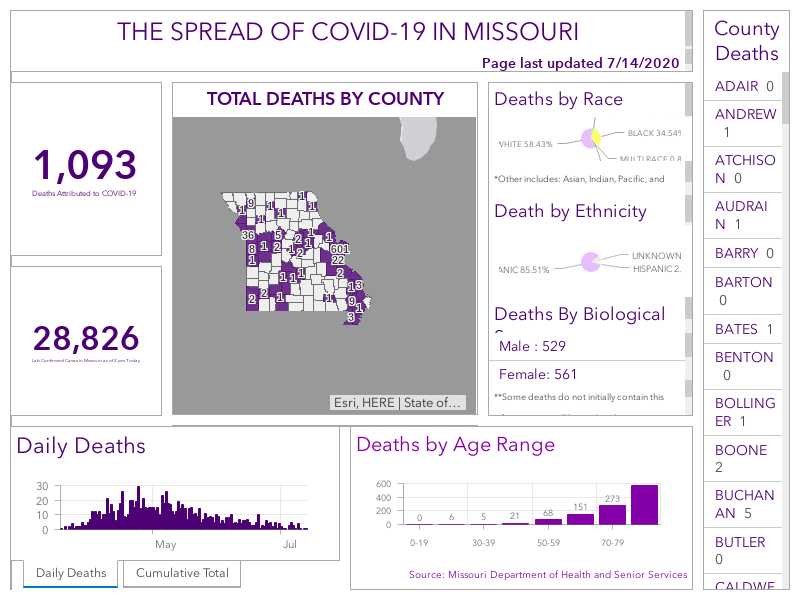 THE SPREAD OF COVID-19 IN MISSOURI
Page last updated 7/14/2020
1,093
Deaths Attributed to COVID-19
28,826
Lab Confirmed Cases in Missouri as of 2 pm Today
TOTAL DEATHS BY COUNTY
9
1
1
1
1
1
1
36
5
2
1
1
1
8
1
2
1
2
601
22
1
2
1
1
1
1
3
2
2
1
1
9
1
3
Esri, HERE | State of…
Deaths by Race
WHITE 58.43%
BLACK 34.54%
MULTI RACE 0.8
*Other includes: Asian, Indian, Pacific, and
Death by Ethnicity
ANIC 85.51%
UNKNOWN
HISPANIC 2.
Deaths By Biological
Male : 529
Female: 561
**Some deaths do not initially contain this
County
Deaths
ADAIR 0
ANDREW
1
ATCHISO
N 0
AUDRAI
N 1
BARRY 0
BARTON
0
BATES 1
BENTON
0
BOLLING
ER 1
BOONE
2
BUCHAN
AN 5
BUTLER
0
CALDWE
Daily Deaths
30
20
10
0
May
Jul
Daily Deaths
Cumulative Total
Deaths by Age Range
600
400
200
0
0
6
5
21
68
151
273
0-19
30-39
50-59
70-79
Source: Missouri Department of Health and Senior Services